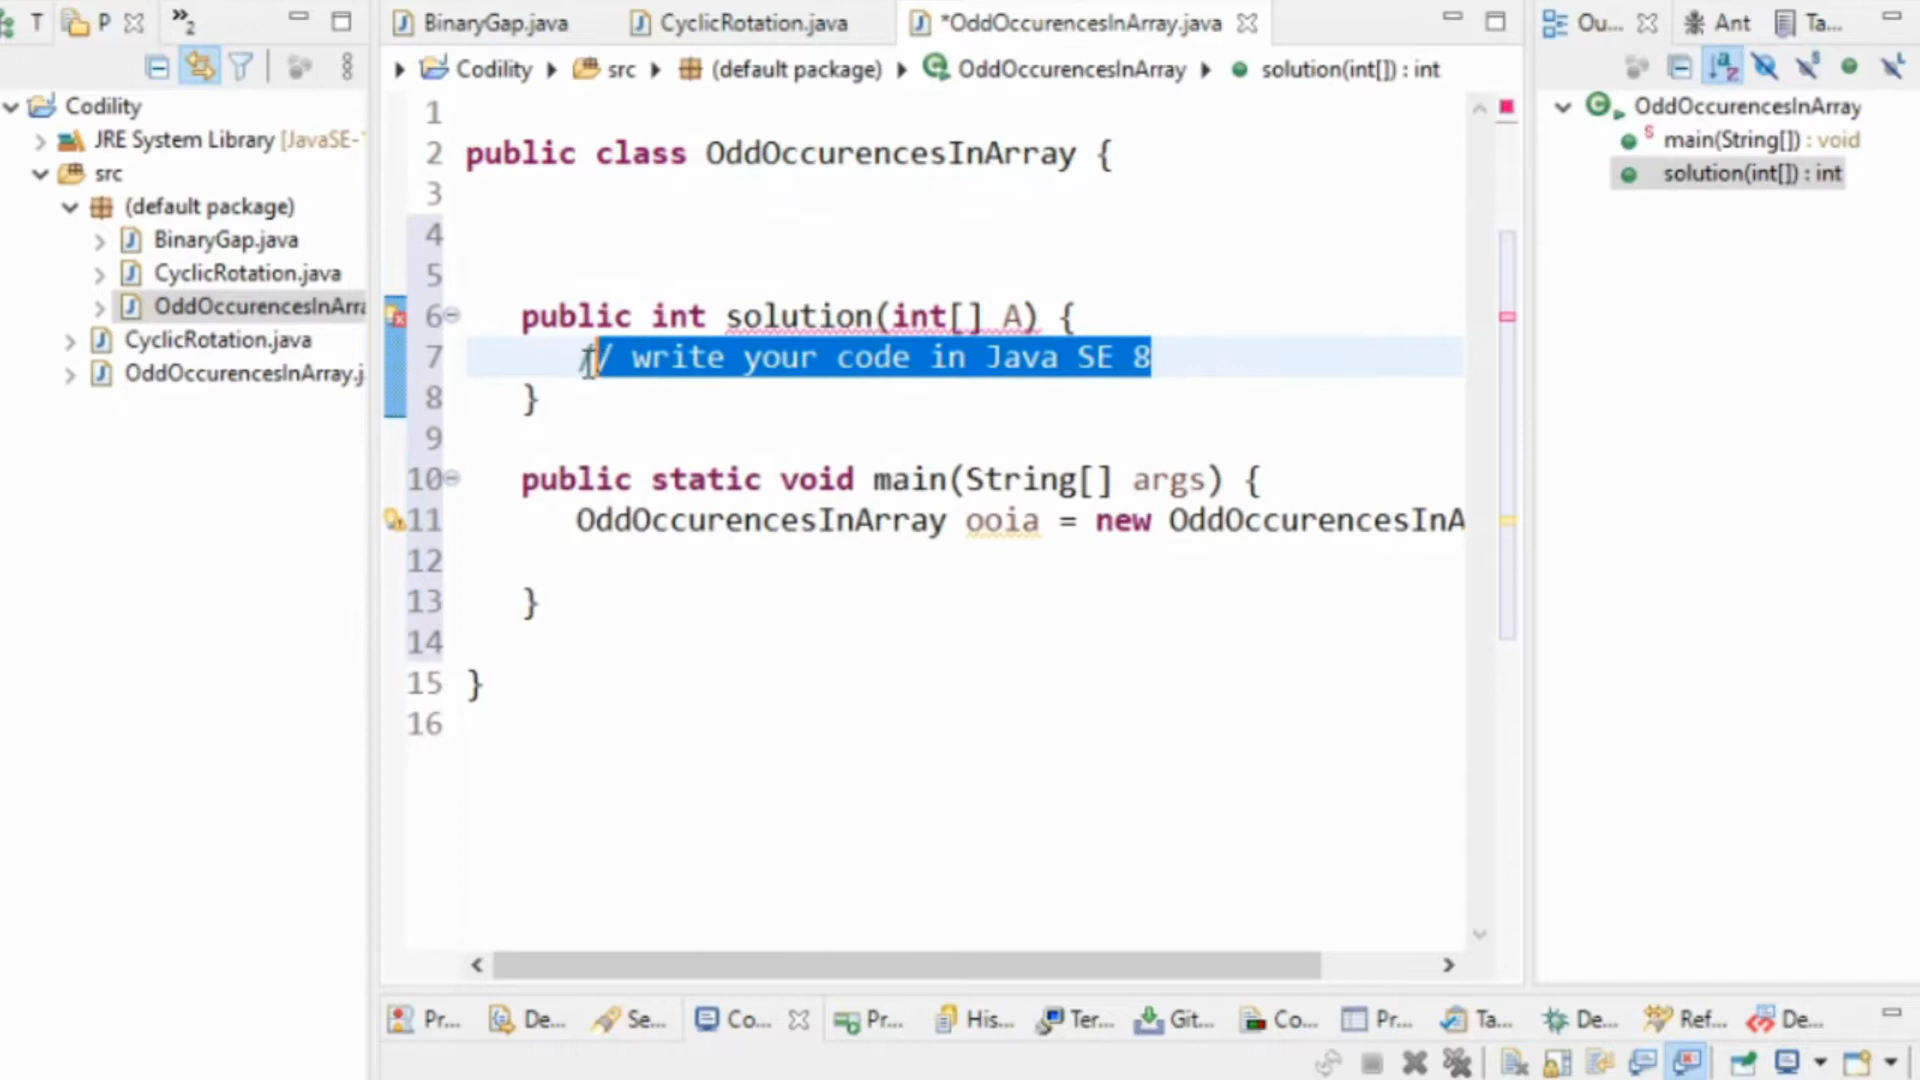 T P »2
Codility
JRE System Library [JavaSE-1
src
(default package)
BinaryGap.java
CyclicRotation.java
OddOccurencesInArra
CyclicRotation.java
OddOccurencesInArray.j
BinaryGap.java CyclicRotation.java *OddOccurencesInArray.java
Codility src (default package) OddOccurencesInArray solution(int[]) : int
1
2 public class OddOccurencesInArray {
3
4
5
6 public int solution(int[] A) {
7 // write your code in Java SE 8
8 }
9
10 public static void main(String[] args) {
11 OddOccurencesInArray ooia = new OddOccurencesInA
12
13 }
14
15 }
16
Ou... Ant Ta...
OddOccurencesInArray
S main(String[]) : void
solution(int[]) : int
Pr... De... Se... Co... Pr... His... Ter... Git... Co... Pr... Ta... De... Ref... De...